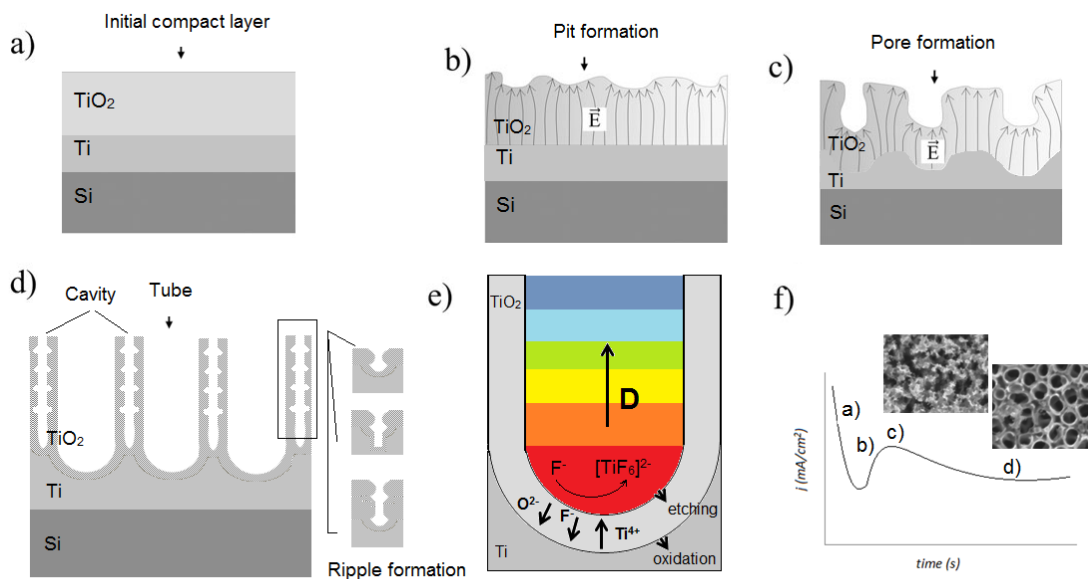 a)
Initial compact layer
TiO₂
Ti
Si
b)
Pit formation
TiO₂
E
Ti
Si
c)
Pore formation
TiO₂
E
Ti
Si
d)
Cavity
Tube
TiO₂
Ti
Si
Ripple formation
e)
TiO₂
D
F⁻
[TiF₆]²⁻
O²⁻
F⁻
Ti⁴⁺
etching
Ti
oxidation
f)
a)
b)
c)
d)
j (mA/cm²)
time (s)